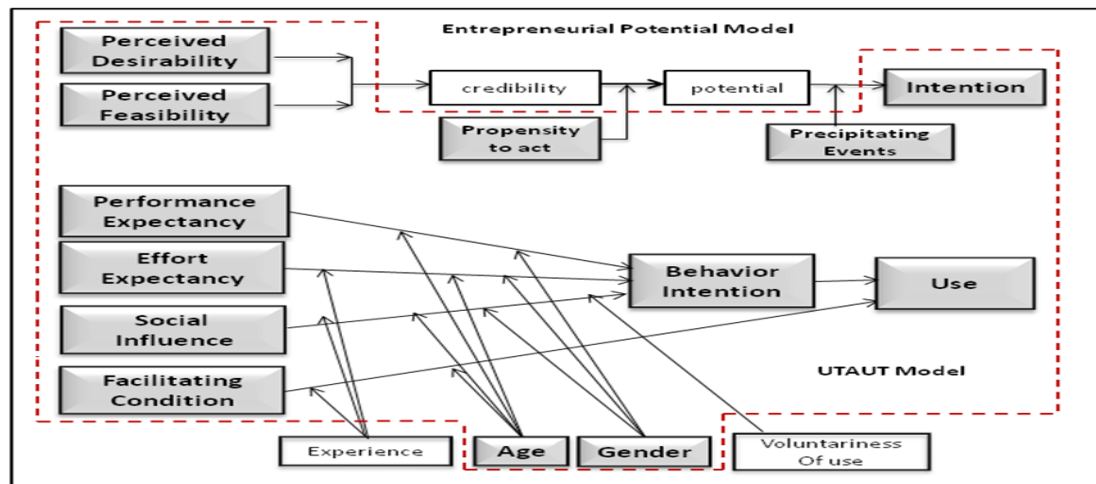 Entrepreneurial Potential Model
Perceived
Desirability
Perceived
Feasibility
credibility
potential
Intention
Propensity
to act
Precipitating
Events
Performance
Expectancy
Effort
Expectancy
Social
Influence
Facilitating
Condition
Behavior
Intention
Use
UTAUT Model
Experience
Age
Gender
Voluntariness
Of use